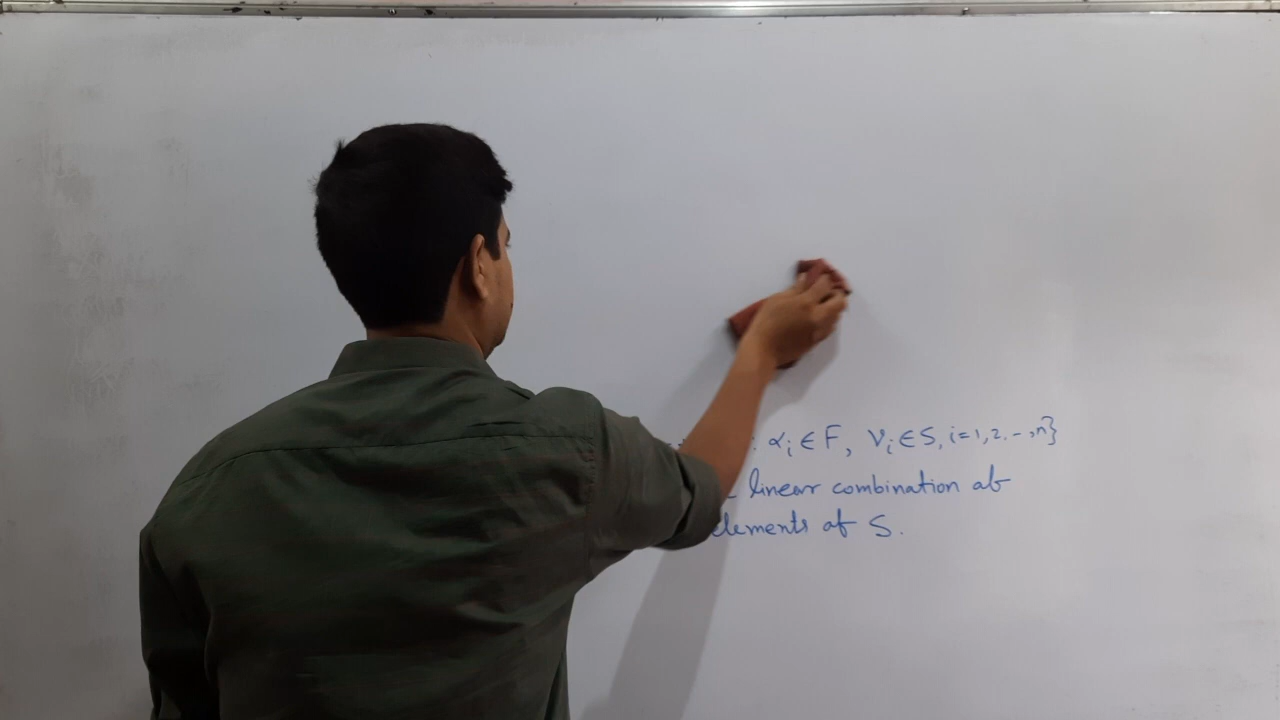 : αᵢ ∈ F, vᵢ ∈ S, i=1,2,--,n}
linear combination of
elements of S.